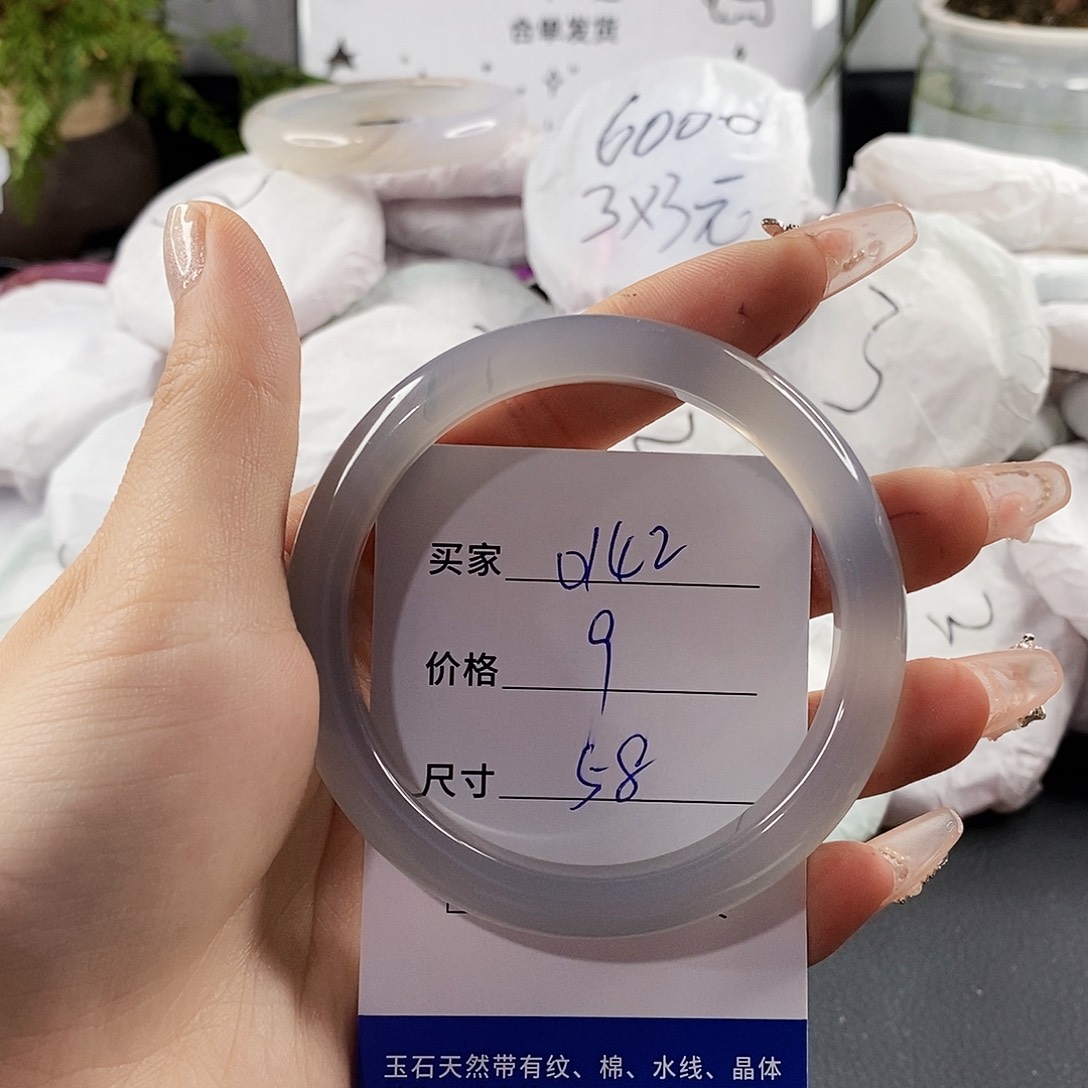 合单发货
6000
3X3元
买家 d42
价格 9
尺寸 58
玉石天然带有纹、棉、水线、晶体